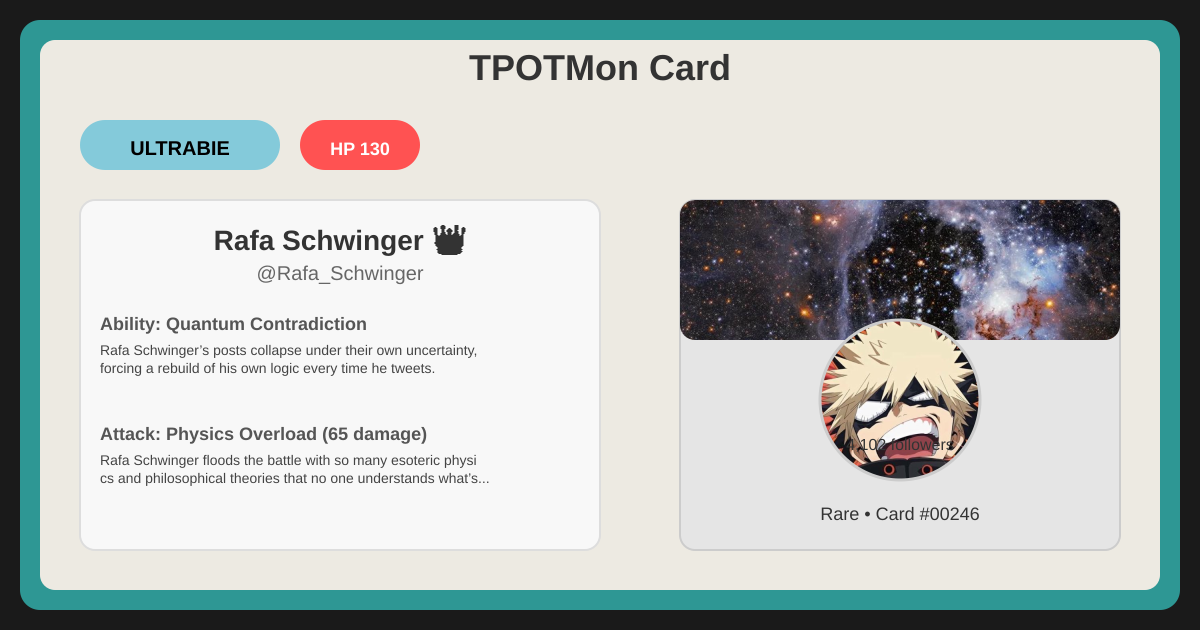 TPOTMon Card
ULTRABIE
HP 130
Rafa Schwinger
@Rafa_Schwinger
Ability: Quantum Contradiction
Rafa Schwinger’s posts collapse under their own uncertainty,
forcing a rebuild of his own logic every time he tweets.
Attack: Physics Overload (65 damage)
Rafa Schwinger floods the battle with so many esoteric physi
cs and philosophical theories that no one understands what’s...
followers
Rare • Card #00246